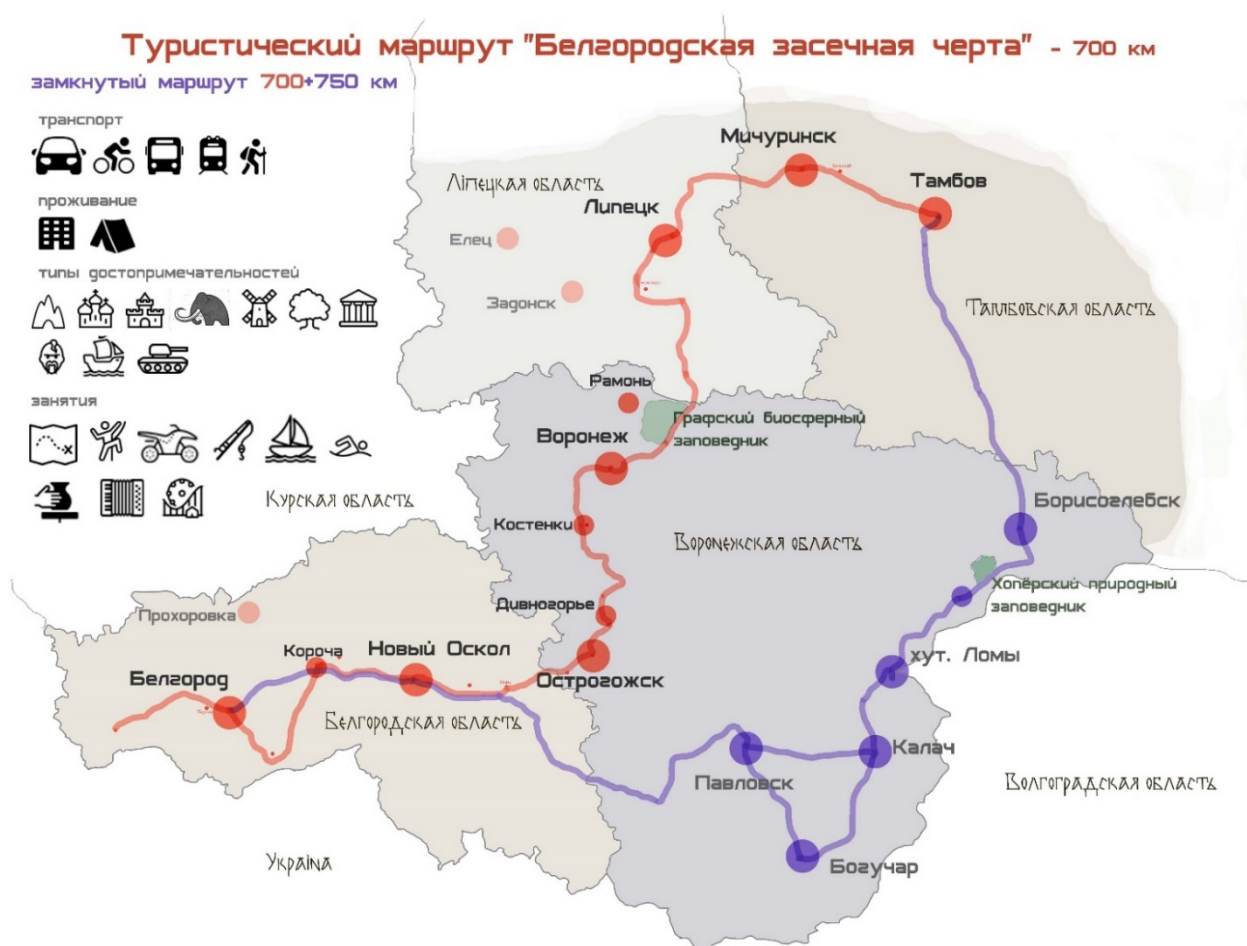 Туристический маршрут "Белгородская засечная черта" - 700 км
замкнутый маршрут 700+750 км
транспорт
проживание
типы достопримечательностей
занятия
Мичуринск
Тамбов
Лiпецкая область
Липецк
Елец
Задонск
Тамбовская область
Рамонь
Графский биосферный
заповедник
Воронеж
Курская область
Костенки
Воронежская область
Борисоглебск
Хопёрский природный
заповедник
Прохоровка
Дивногорье
Короча
Новый Оскол
Острогожск
хут. Ломы
Белгород
Белгородская область
Павловск
Калач
Волгоградская область
Україна
Богучар